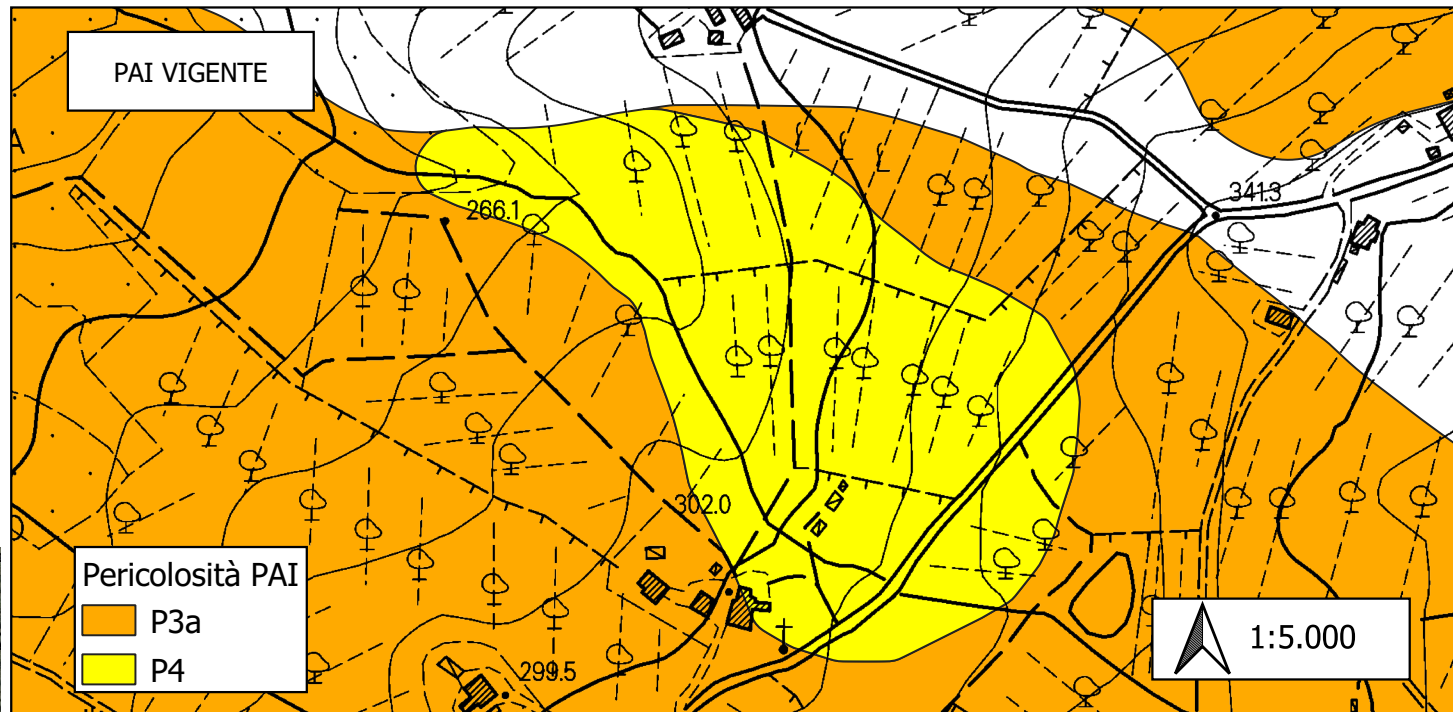 PAI VIGENTE
A
341.3
266.1
302.0
299.5
Pericolosità PAI
P3a
P4
1:5.000